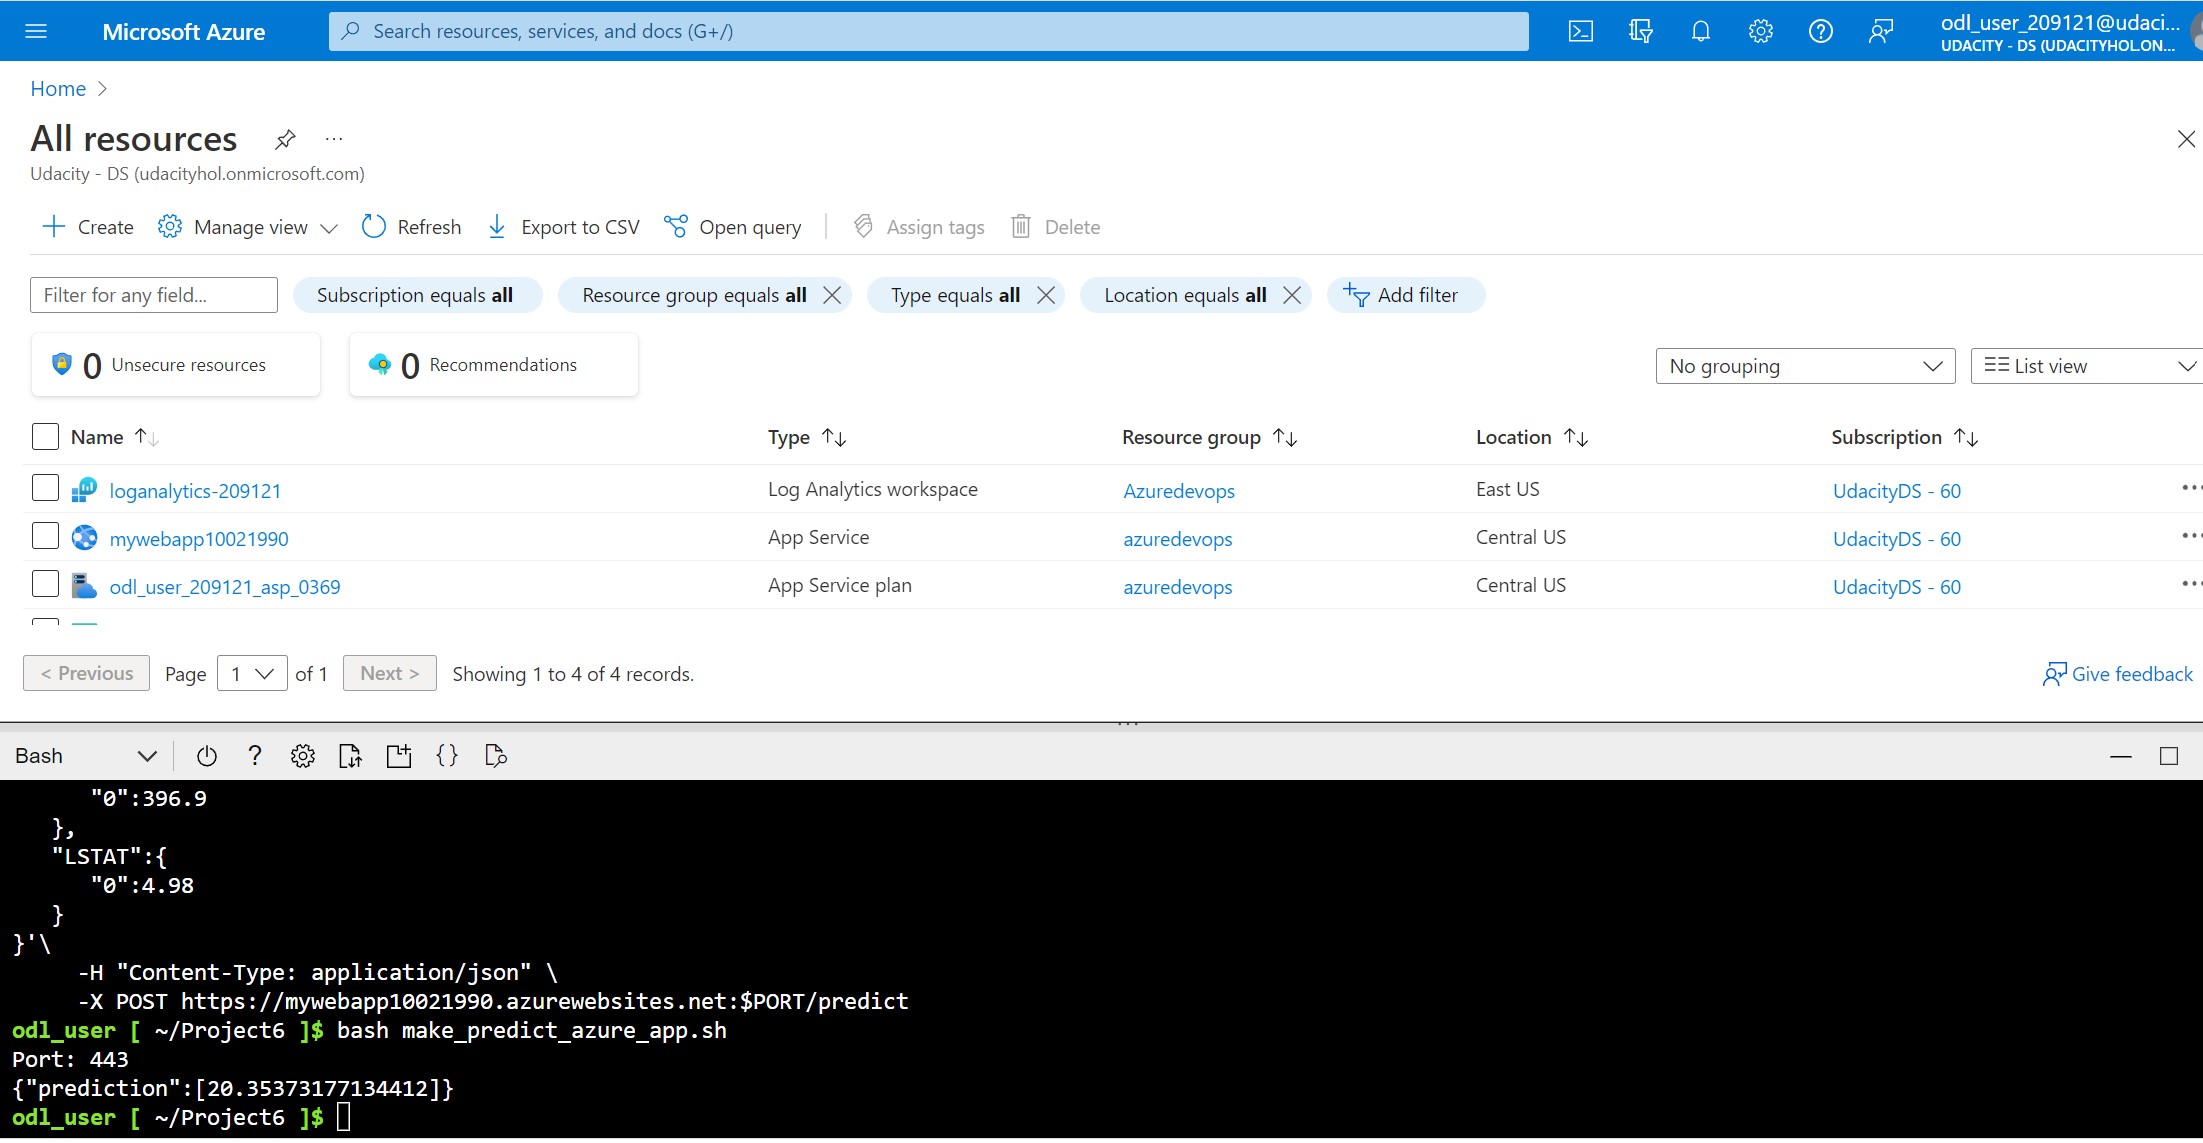 Microsoft Azure
Search resources, services, and docs (G+/)
odl_user_209121@udaci...
UDACITY - DS (UDACITYHOL.ON...
Home
All resources
Udacity - DS (udacityhol.onmicrosoft.com)
Create Manage view Refresh Export to CSV Open query Assign tags Delete
Filter for any field... Subscription equals all Resource group equals all Type equals all Location equals all Add filter
0 Unsecure resources 0 Recommendations
No grouping List view
Name Type Resource group Location Subscription
loganalytics-209121 Log Analytics workspace Azuredevops East US UdacityDS - 60
mywebapp10021990 App Service azuredevops Central US UdacityDS - 60
odl_user_209121_asp_0369 App Service plan azuredevops Central US UdacityDS - 60
< Previous Page 1 of 1 Next > Showing 1 to 4 of 4 records. Give feedback
Bash
"0":396.9
},
"LSTAT":{
"0":4.98
}
}'\
-H "Content-Type: application/json" \
-X POST https://mywebapp10021990.azurewebsites.net:$PORT/predict
odl_user [ ~/Project6 ]$ bash make_predict_azure_app.sh
Port: 443
{"prediction":[20.35373177134412]}
odl_user [ ~/Project6 ]$